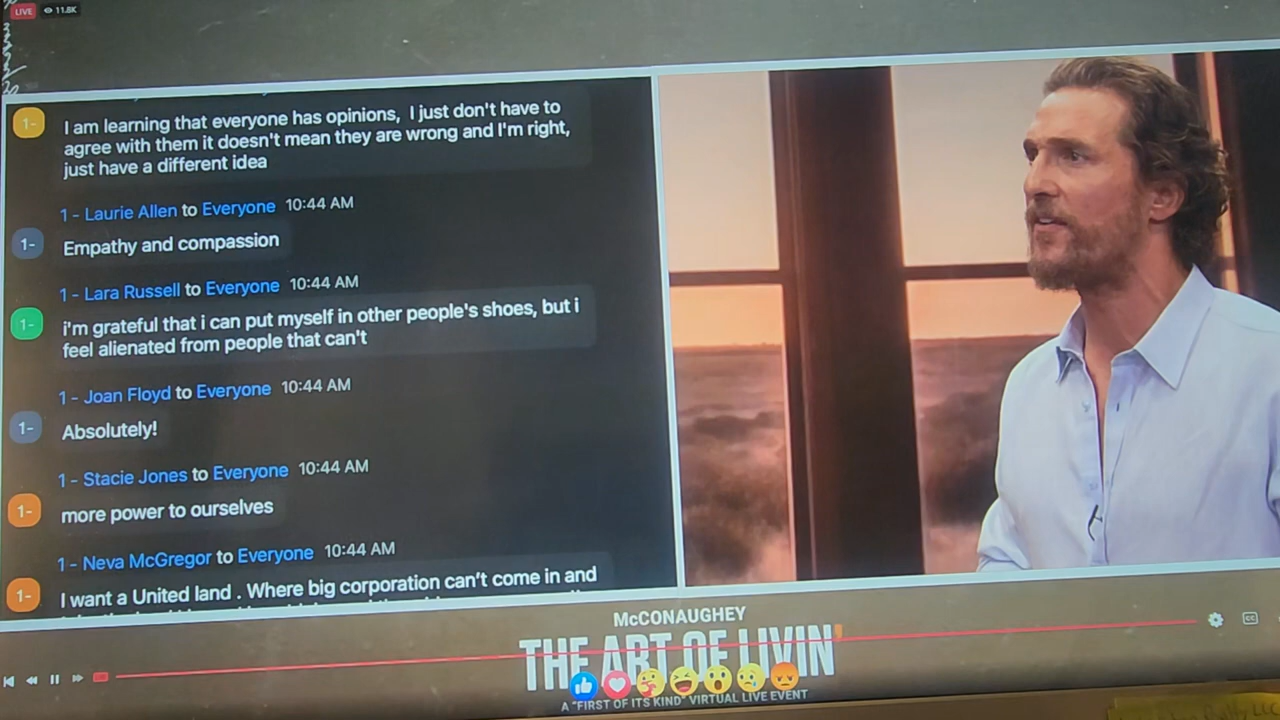 LIVE 11.8K
1-
I am learning that everyone has opinions, I just don't have to
agree with them it doesn't mean they are wrong and I'm right,
just have a different idea
1 - Laurie Allen to Everyone 10:44 AM
1-
Empathy and compassion
1 - Lara Russell to Everyone 10:44 AM
1-
i'm grateful that i can put myself in other people's shoes, but i
feel alienated from people that can't
1 - Joan Floyd to Everyone 10:44 AM
1-
Absolutely!
1 - Stacie Jones to Everyone 10:44 AM
1-
more power to ourselves
1 - Neva McGregor to Everyone 10:44 AM
1-
I want a United land . Where big corporation can't come in and
McCONAUGHEY
THE ART OF LIVIN'
A "FIRST OF ITS KIND" VIRTUAL LIVE EVENT
CC